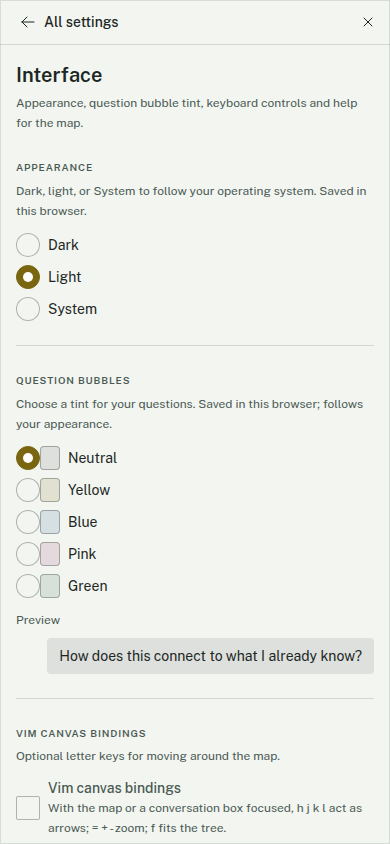 All settings
Interface
Appearance, question bubble tint, keyboard controls and help
for the map.
APPEARANCE
Dark, light, or System to follow your operating system. Saved in
this browser.
Dark
Light
System
QUESTION BUBBLES
Choose a tint for your questions. Saved in this browser; follows
your appearance.
Neutral
Yellow
Blue
Pink
Green
Preview
How does this connect to what I already know?
VIM CANVAS BINDINGS
Optional letter keys for moving around the map.
Vim canvas bindings
With the map or a conversation box focused, h j k l act as
arrows; = + - zoom; f fits the tree.